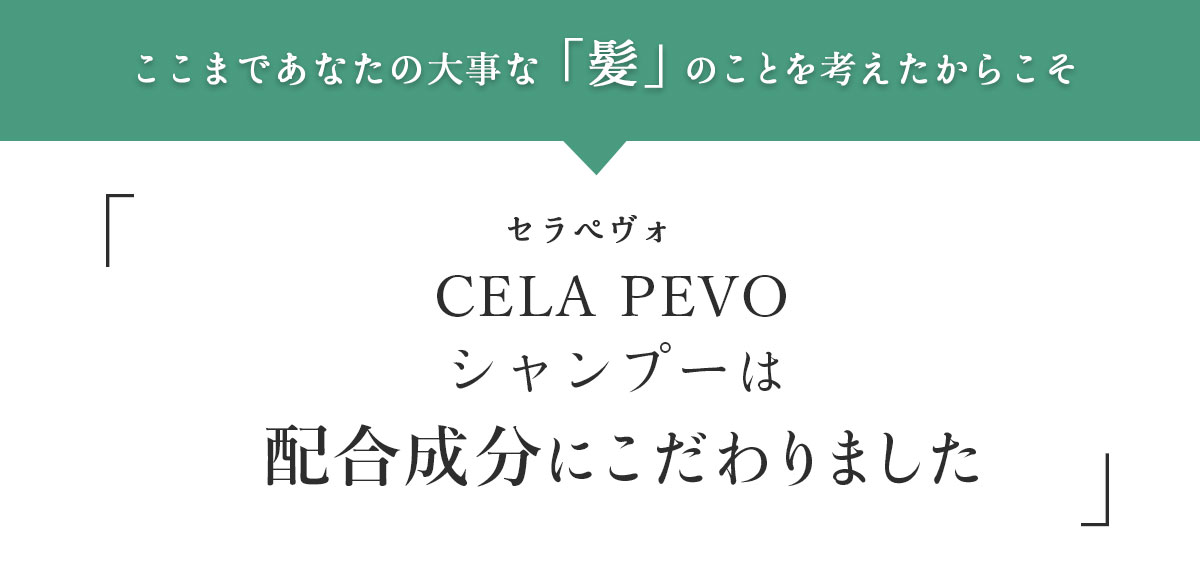 ここまであなたの大事な「髪」のことを考えたからこそ
「
セラペヴォ
CELA PEVO
シャンプーは
配合成分にこだわりました
」